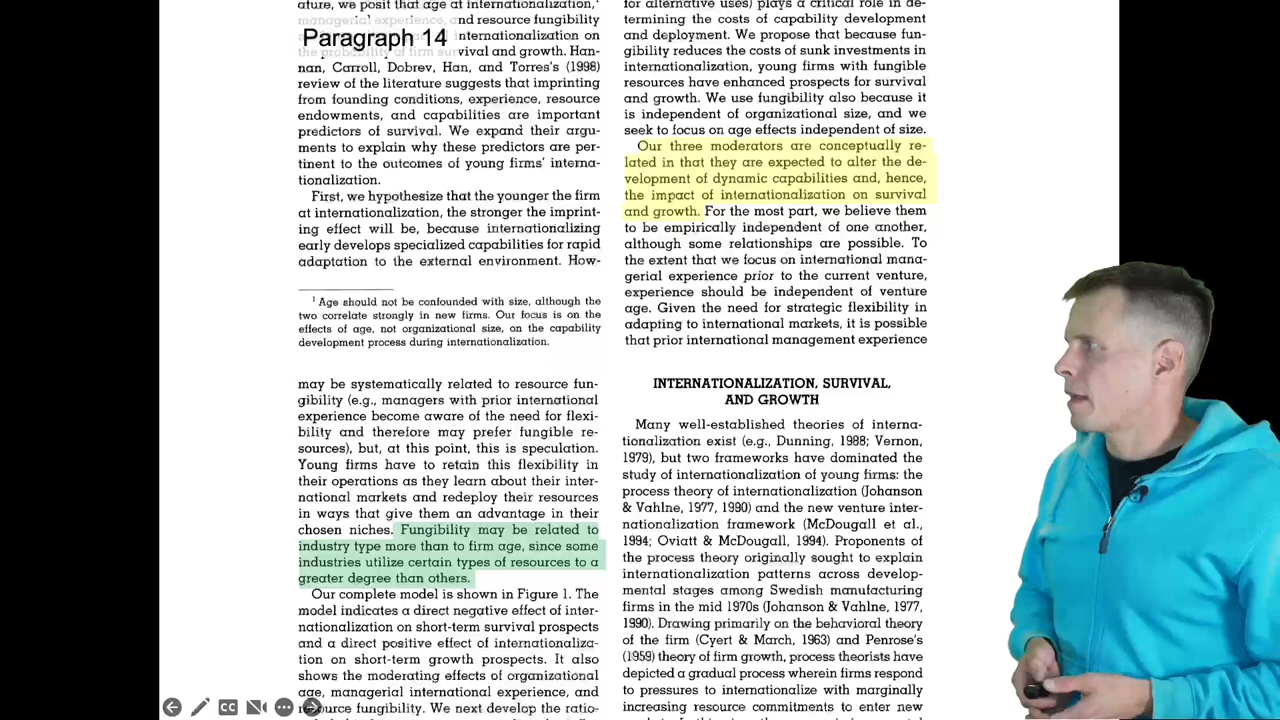 ature, we posit that age at internationalization,¹
managerial experience, and resource fungibility
Paragraph 14
nternationalization on
the probability of firm survival and growth. Han-
nan, Carroll, Dobrev, Han, and Torres's (1998)
review of the literature suggests that imprinting
from founding conditions, experience, resource
endowments, and capabilities are important
predictors of survival. We expand their argu-
ments to explain why these predictors are per-
tinent to the outcomes of young firms' interna-
tionalization.
First, we hypothesize that the younger the firm
at internationalization, the stronger the imprint-
ing effect will be, because internationalizing
early develops specialized capabilities for rapid
adaptation to the external environment. How-
¹ Age should not be confounded with size, although the
two correlate strongly in new firms. Our focus is on the
effects of age, not organizational size, on the capability
development process during internationalization.
for alternative uses) plays a critical role in de-
termining the costs of capability development
and deployment. We propose that because fun-
gibility reduces the costs of sunk investments in
internationalization, young firms with fungible
resources have enhanced prospects for survival
and growth. We use fungibility also because it
is independent of organizational size, and we
seek to focus on age effects independent of size.
Our three moderators are conceptually re-
lated in that they are expected to alter the de-
velopment of dynamic capabilities and, hence,
the impact of internationalization on survival
and growth. For the most part, we believe them
to be empirically independent of one another,
although some relationships are possible. To
the extent that we focus on international mana-
gerial experience prior to the current venture,
experience should be independent of venture
age. Given the need for strategic flexibility in
adapting to international markets, it is possible
that prior international management experience
may be systematically related to resource fun-
gibility (e.g., managers with prior international
experience become aware of the need for flexi-
bility and therefore may prefer fungible re-
sources), but, at this point, this is speculation.
Young firms have to retain this flexibility in
their operations as they learn about their inter-
national markets and redeploy their resources
in ways that give them an advantage in their
chosen niches. Fungibility may be related to
industry type more than to firm age, since some
industries utilize certain types of resources to a
greater degree than others.
Our complete model is shown in Figure 1. The
model indicates a direct negative effect of inter-
nationalization on short-term survival prospects
and a direct positive effect of internationaliza-
tion on short-term growth prospects. It also
shows the moderating effects of organizational
age, managerial international experience, and
resource fungibility. We next develop the ratio-
INTERNATIONALIZATION, SURVIVAL,
AND GROWTH
Many well-established theories of interna-
tionalization exist (e.g., Dunning, 1988; Vernon,
1979), but two frameworks have dominated the
study of internationalization of young firms: the
process theory of internationalization (Johanson
& Vahlne, 1977, 1990) and the new venture inter-
nationalization framework (McDougall et al.,
1994; Oviatt & McDougall, 1994). Proponents of
the process theory originally sought to explain
internationalization patterns across develop-
mental stages among Swedish manufacturing
firms in the mid 1970s (Johanson & Vahlne, 1977,
1990). Drawing primarily on the behavioral theory
of the firm (Cyert & March, 1963) and Penrose's
(1959) theory of firm growth, process theorists have
depicted a gradual process wherein firms respond
to pressures to internationalize with marginally
increasing resource commitments to enter new
CC